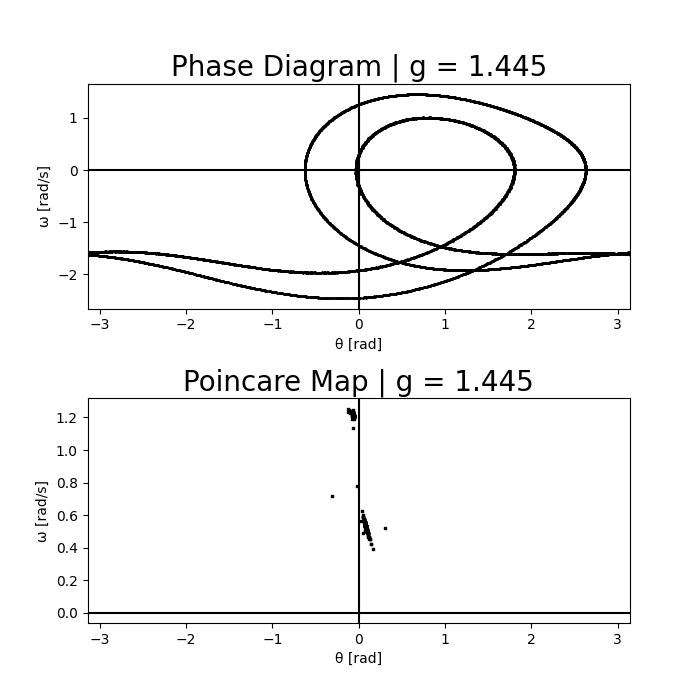 Phase Diagram | g = 1.445
1
0
−1
−2
ω [rad/s]
−3 −2 −1 0 1 2 3
θ [rad]
Poincare Map | g = 1.445
1.2
1.0
0.8
0.6
0.4
0.2
0.0
ω [rad/s]
−3 −2 −1 0 1 2 3
θ [rad]